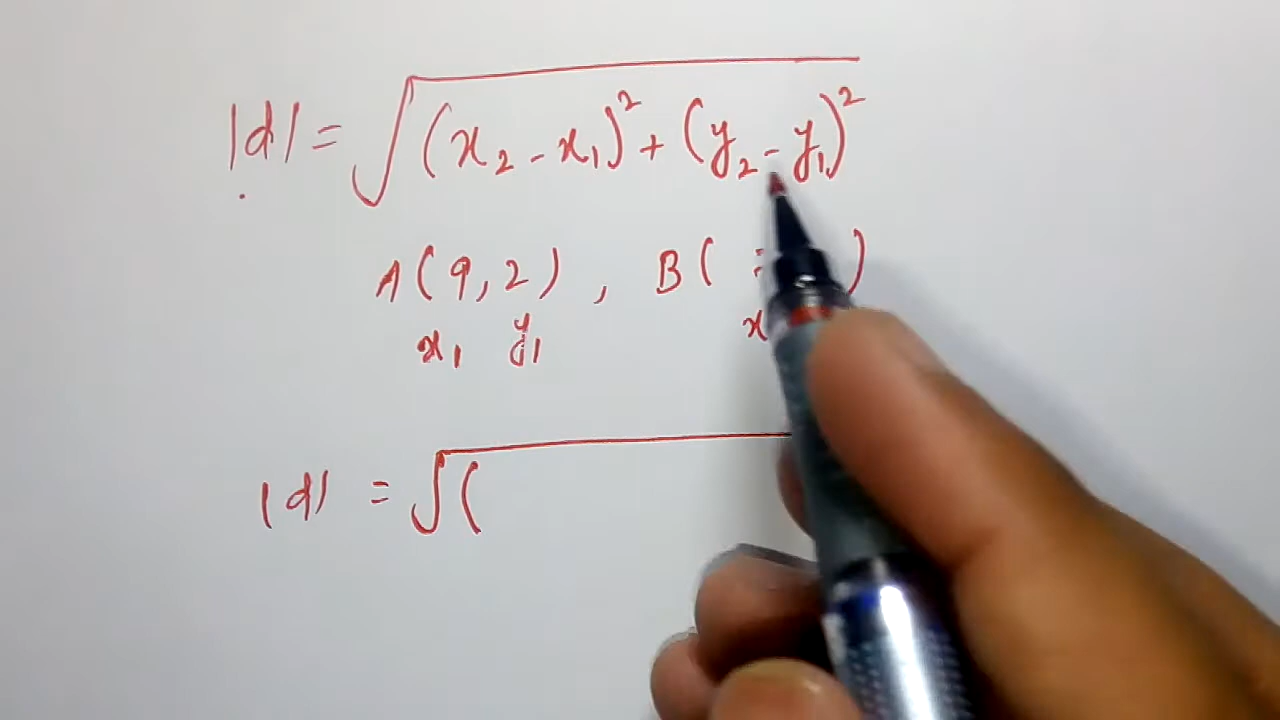 |d| = √(x₂ - x₁)² + (y₂ - y₁)²
A(9,2) , B( )
x₁ y₁ x
|d| = √(